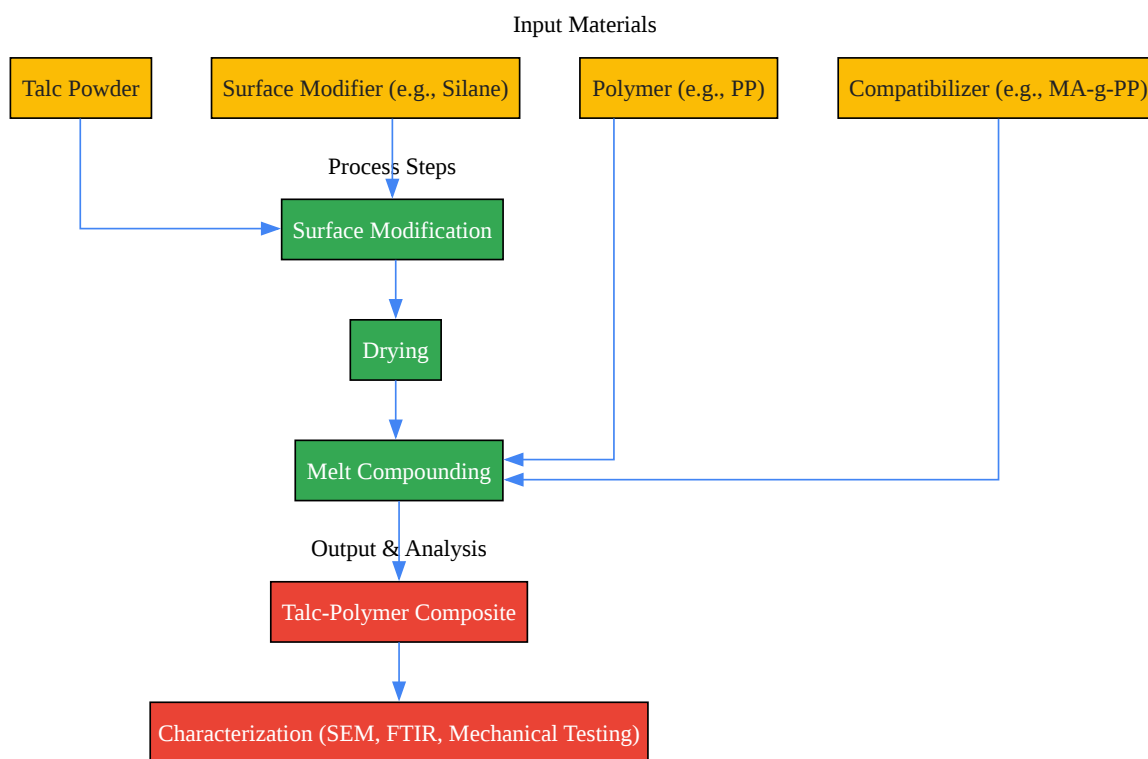 Input Materials
Talc Powder
Surface Modifier (e.g., Silane)
Polymer (e.g., PP)
Compatibilizer (e.g., MA-g-PP)
Process Steps
Surface Modification
Drying
Melt Compounding
Output & Analysis
Talc-Polymer Composite
Characterization (SEM, FTIR, Mechanical Testing)